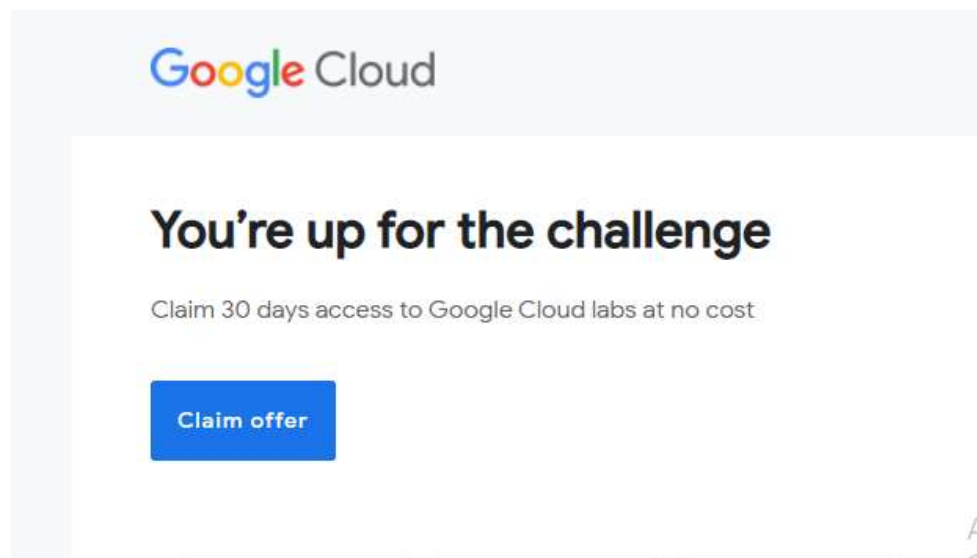 Google Cloud
You're up for the challenge
Claim 30 days access to Google Cloud labs at no cost
Claim offer